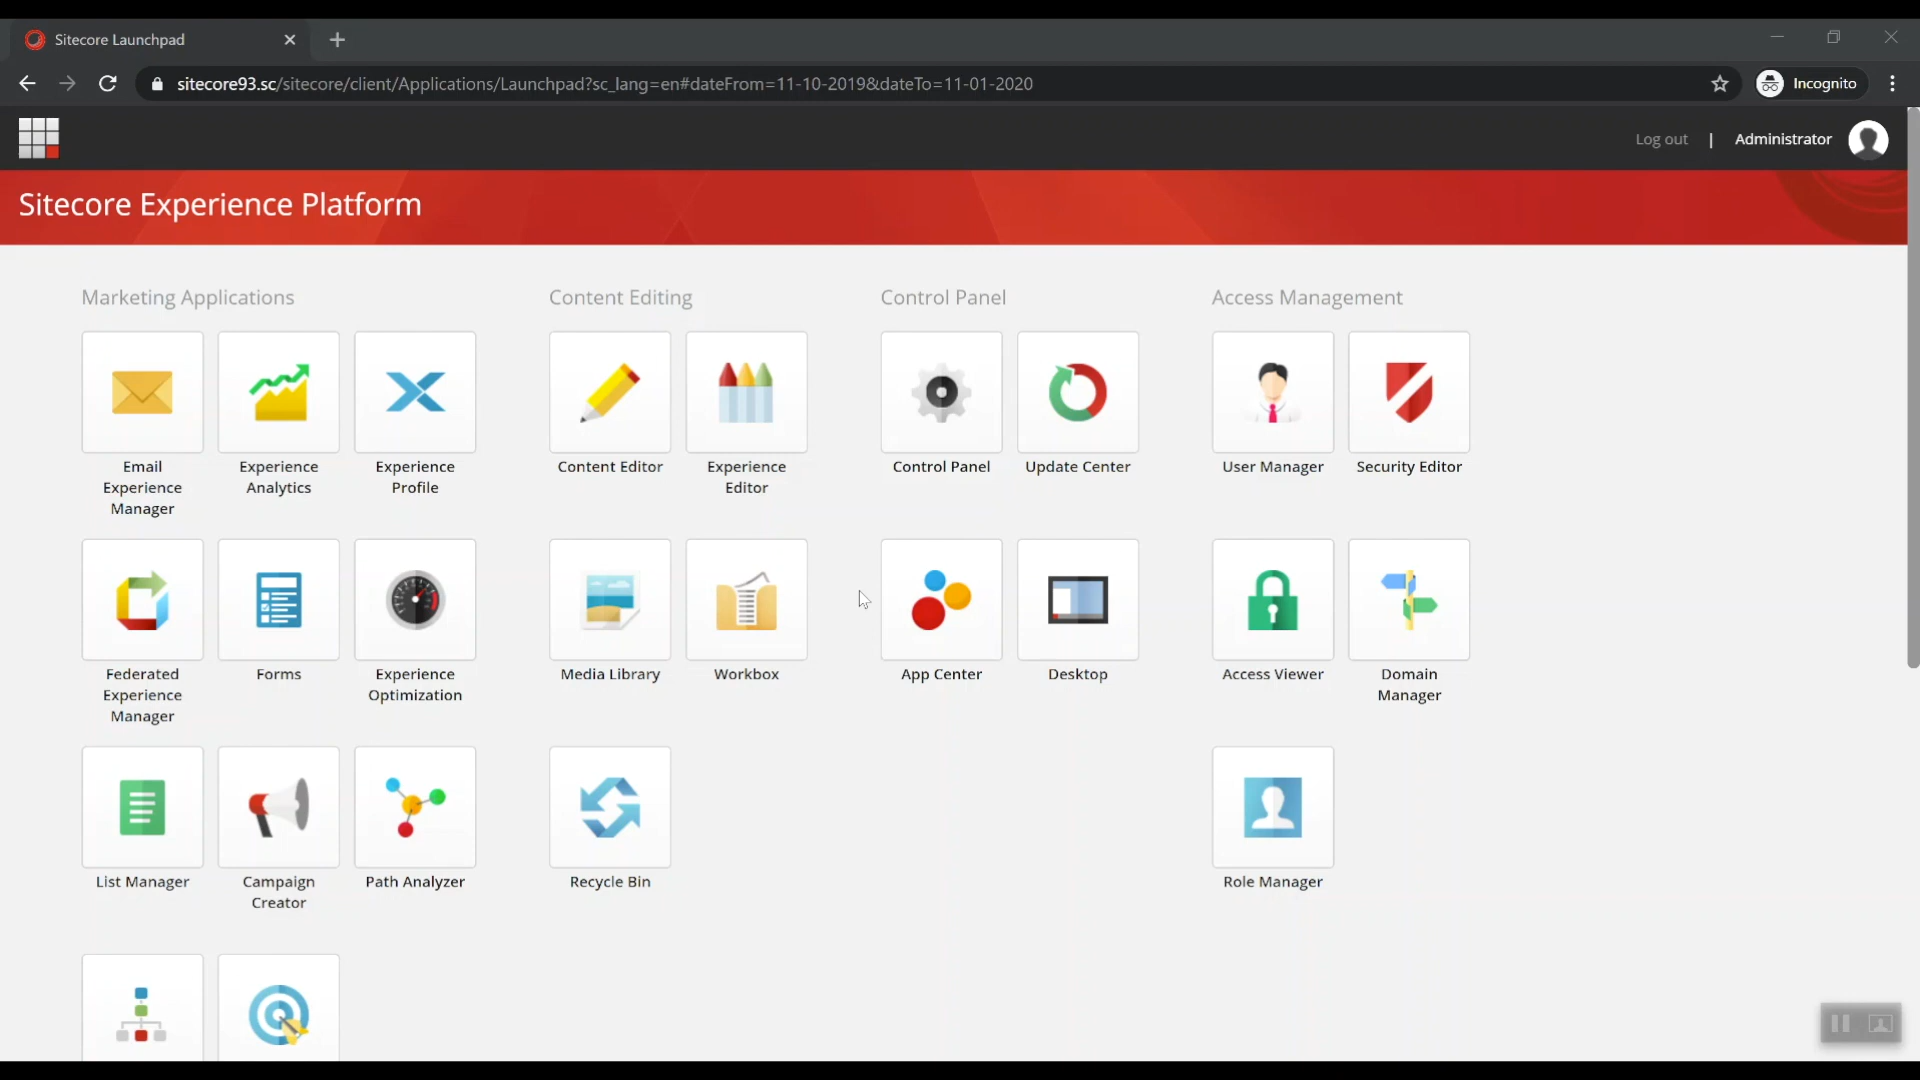 Sitecore Launchpad
sitecore93.sc/sitecore/client/Applications/Launchpad?sc_lang=en#dateFrom=11-10-2019&dateTo=11-01-2020
Incognito
Log out | Administrator
Sitecore Experience Platform
Marketing Applications
Content Editing
Control Panel
Access Management
Email
Experience
Manager
Experience
Analytics
Experience
Profile
Content Editor
Experience
Editor
Control Panel
Update Center
User Manager
Security Editor
Federated
Experience
Manager
Forms
Experience
Optimization
Media Library
Workbox
App Center
Desktop
Access Viewer
Domain
Manager
List Manager
Campaign
Creator
Path Analyzer
Recycle Bin
Role Manager